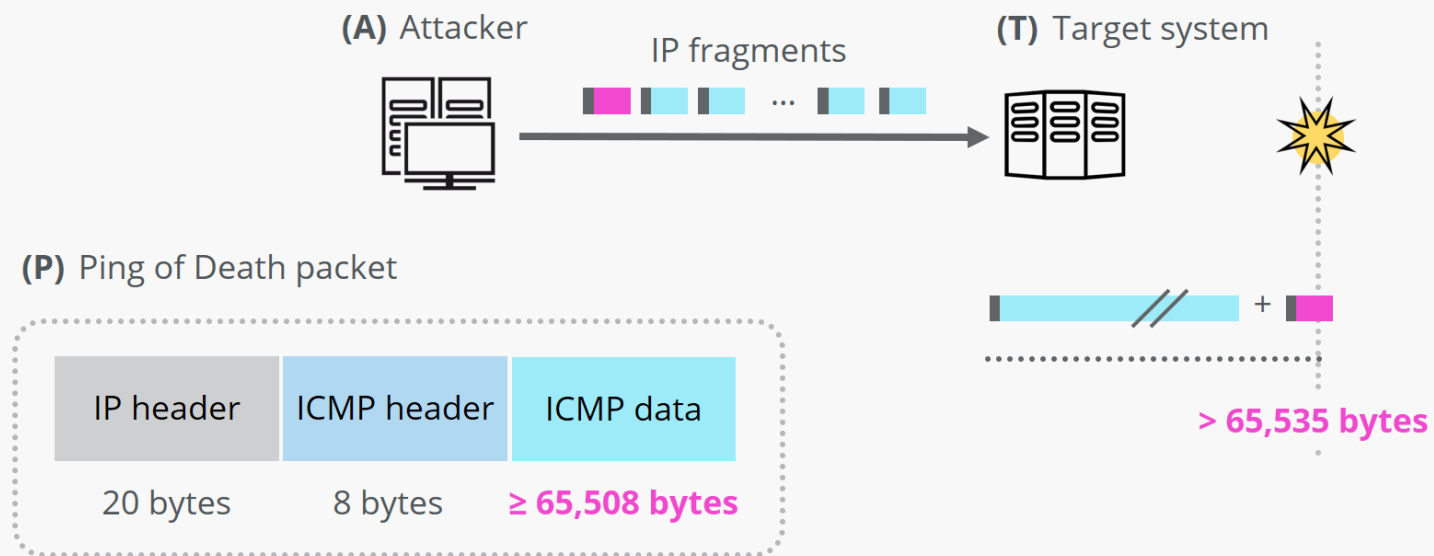 (A) Attacker
IP fragments
(T) Target system
...
(P) Ping of Death packet
+
IP header
ICMP header
ICMP data
> 65,535 bytes
20 bytes
8 bytes
≥ 65,508 bytes